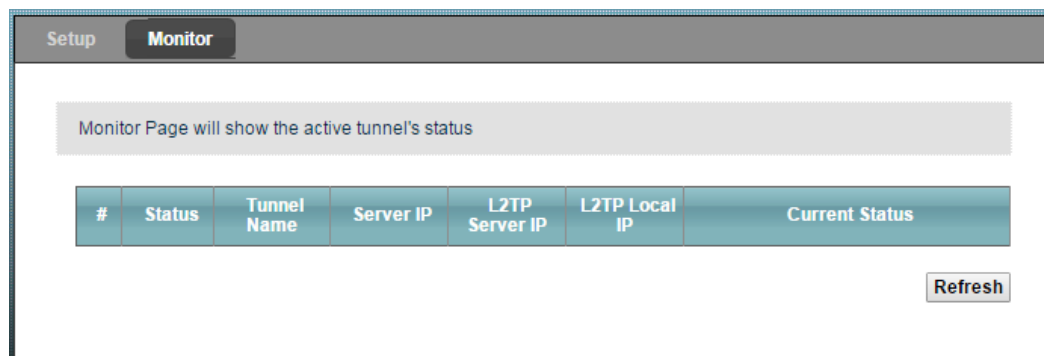 Setup Monitor
Monitor Page will show the active tunnel's status
# Status Tunnel Name Server IP L2TP Server IP L2TP Local IP Current Status
Refresh